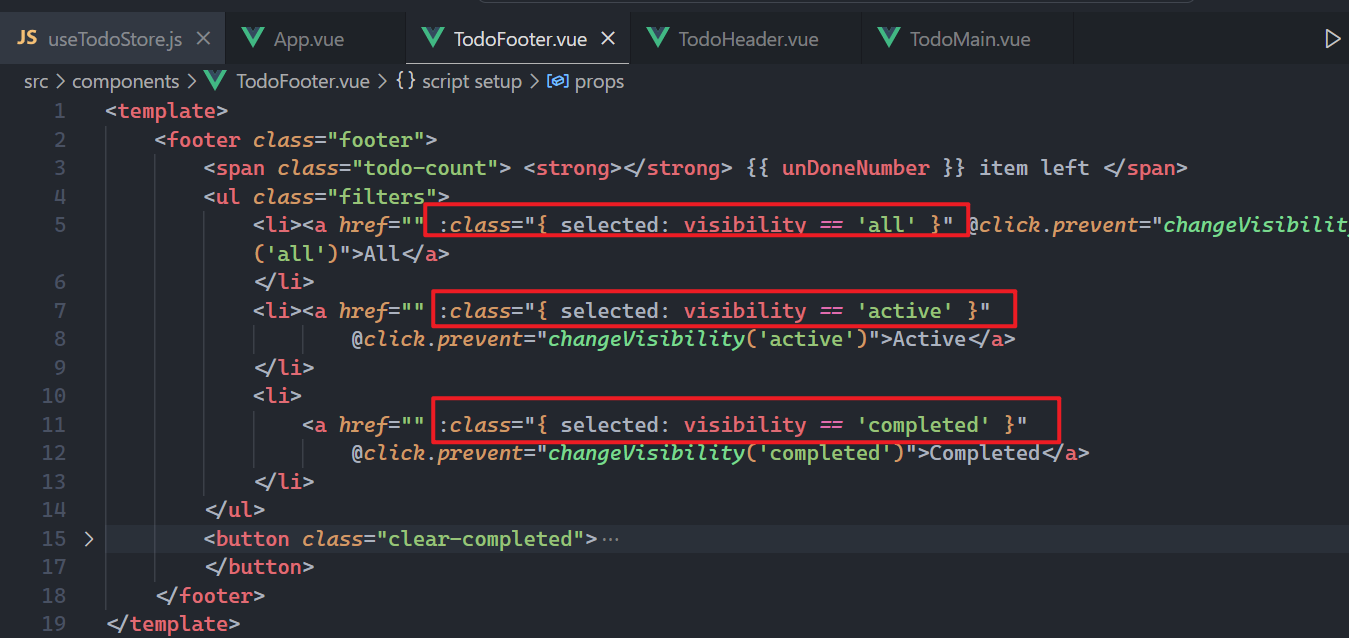 JS useTodoStore.js × App.vue TodoFooter.vue × TodoHeader.vue TodoMain.vue
src > components > TodoFooter.vue > {} script setup > props
1 <template>
2 <footer class="footer">
3 <span class="todo-count"> <strong></strong> {{ unDoneNumber }} item left </span>
4 <ul class="filters">
5 <li><a href="" :class="{ selected: visibility == 'all' }" @click.prevent="changeVisibility
('all')">All</a>
6 </li>
7 <li><a href="" :class="{ selected: visibility == 'active' }"
8 @click.prevent="changeVisibility('active')">Active</a>
9 </li>
10 <li>
11 <a href="" :class="{ selected: visibility == 'completed' }"
12 @click.prevent="changeVisibility('completed')">Completed</a>
13 </li>
14 </ul>
15 <button class="clear-completed">···
17 </button>
18 </footer>
19 </template>